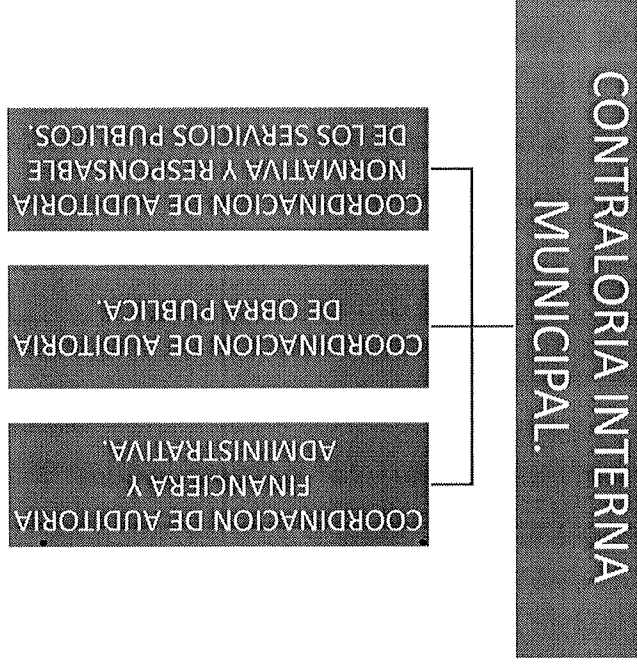 CONTRALORIA INTERNA
MUNICIPAL.
COORDINACION DE AUDITORIA
FINANCIERA Y
ADMINISTRATIVA.
COORDINACION DE AUDITORIA
DE OBRA PUBLICA.
COORDINACION DE AUDITORIA
NORMATIVA Y RESPONSABLE
DE LOS SERVICIOS PUBLICOS.